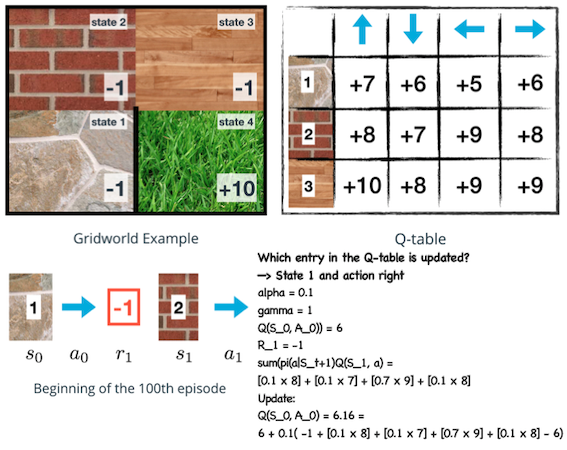 state 2
state 3
-1
-1
state 1
state 4
-1
+10
Gridworld Example
1 +7 +6 +5 +6
2 +8 +7 +9 +8
3 +10 +8 +9 +9
Q-table
1 -1 2
s0 a0 r1 s1 a1
Beginning of the 100th episode
Which entry in the Q-table is updated?
—> State 1 and action right
alpha = 0.1
gamma = 1
Q(S_0, A_0)) = 6
R_1 = -1
sum(pi(a|S_t+1)Q(S_1, a) =
[0.1 x 8] + [0.1 x 7] + [0.7 x 9] + [0.1 x 8]
Update:
Q(S_0, A_0) = 6.16 =
6 + 0.1( -1 + [0.1 x 8] + [0.1 x 7] + [0.7 x 9] + [0.1 x 8] - 6)